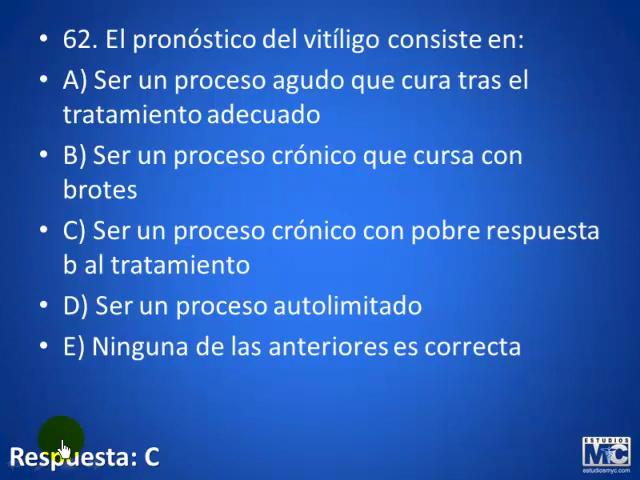 • 62. El pronóstico del vitíligo consiste en:
• A) Ser un proceso agudo que cura tras el
tratamiento adecuado
• B) Ser un proceso crónico que cursa con
brotes
• C) Ser un proceso crónico con pobre respuesta
b al tratamiento
• D) Ser un proceso autolimitado
• E) Ninguna de las anteriores es correcta
Respuesta: C
ESTUDIOS
MC
estudiosmyc.com